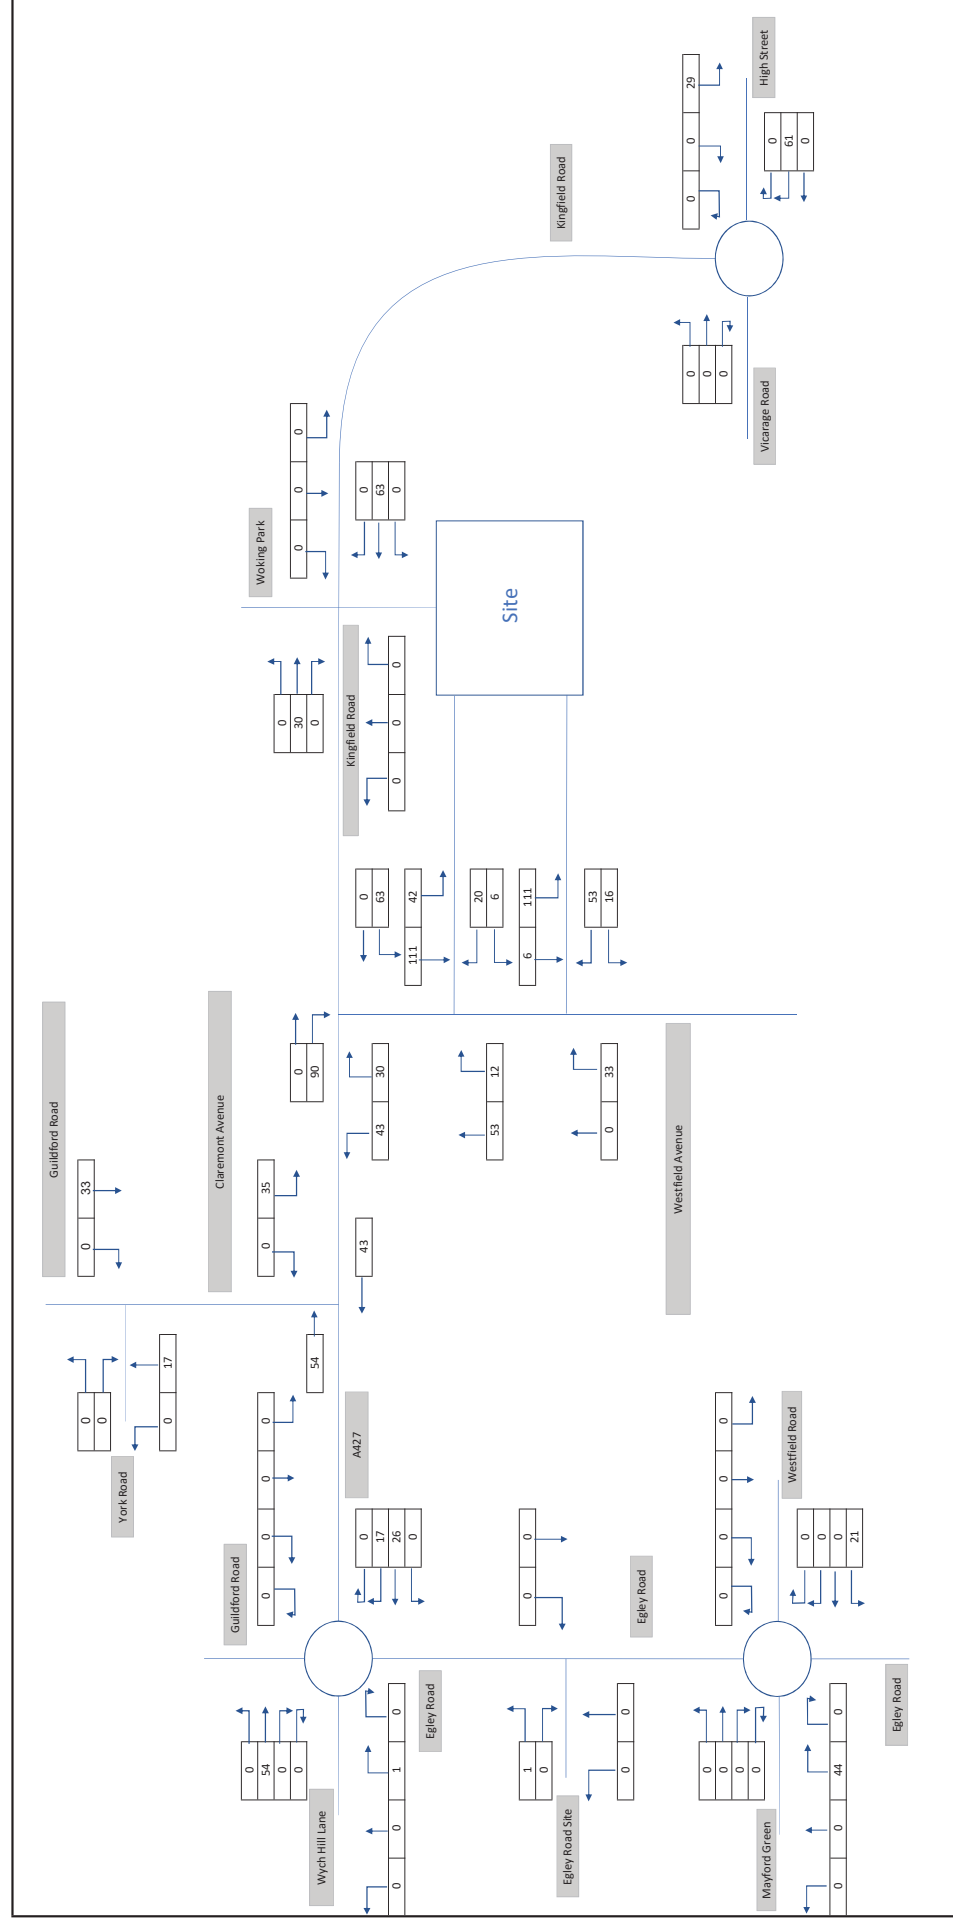 Guildford Road
0
0
0 33
York Road
0 17
Claremont Avenue
Guildford Road
0
54
0
0
0 0 0 0
0 35
Woking Park
0
30
0
0
90
0 0 0
54
Wych Hill Lane
Kingfield Road
A427
0
17
26
0
43
0
63
0
63
0
43 30
0 0 1 0
0 0 0
111 42
Egley Road
20
6
53 12
Site
1
0
0 0
6 111
Kingfield Road
Egley Road Site
53
16
0 33
0 0
Egley Road
Westfield Avenue
0
0
0
0 0 29
0
0
0
0
0 0 0 0
Mayford Green
Vicarage Road
High Street
Westfield Road
0
61
0
0
0
0
21
0 0 44 0
Egley Road